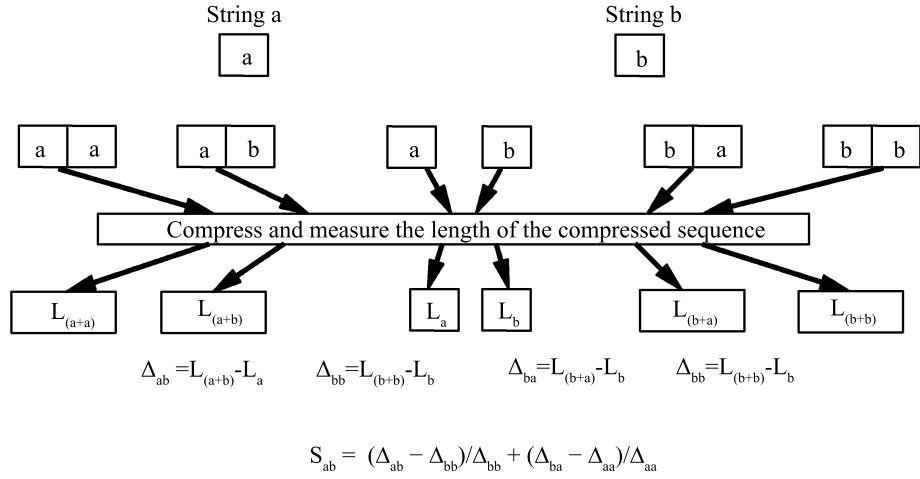 String a String b
a b
a a a b a b b a b b
Compress and measure the length of the compressed sequence
L(a+a) L(a+b) La Lb L(b+a) L(b+b)
Δab =L(a+b)-La Δbb=L(b+b)-Lb Δba=L(b+a)-Lb Δbb=L(b+b)-Lb
Sab = (Δab − Δbb)/Δbb + (Δba − Δaa)/Δaa